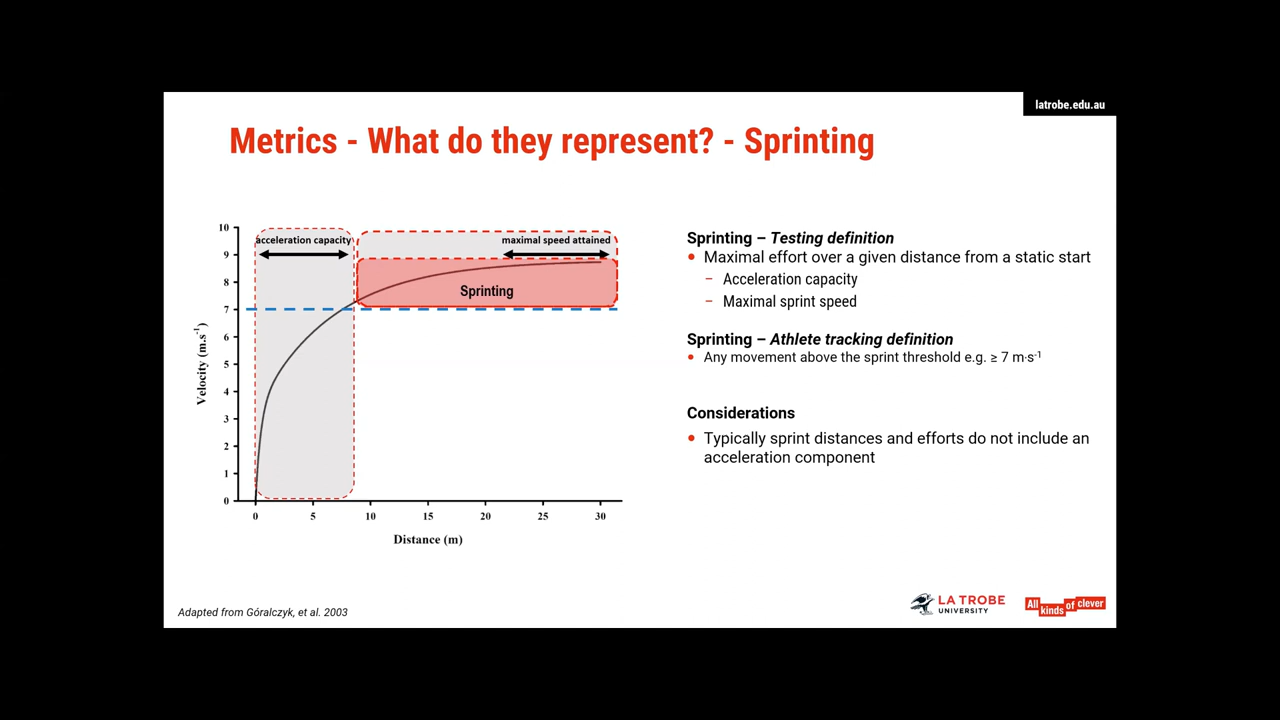 latrobe.edu.au
Metrics - What do they represent? - Sprinting
10
9
8
7
6
5
4
3
2
1
0
Velocity (m.s-1)
acceleration capacity
maximal speed attained
Sprinting
0 5 10 15 20 25 30
Distance (m)
Sprinting – Testing definition
• Maximal effort over a given distance from a static start
– Acceleration capacity
– Maximal sprint speed
Sprinting – Athlete tracking definition
• Any movement above the sprint threshold e.g. ≥ 7 m·s-1
Considerations
• Typically sprint distances and efforts do not include an
acceleration component
Adapted from Góralczyk, et al. 2003
LA TROBE
UNIVERSITY
All kinds of clever